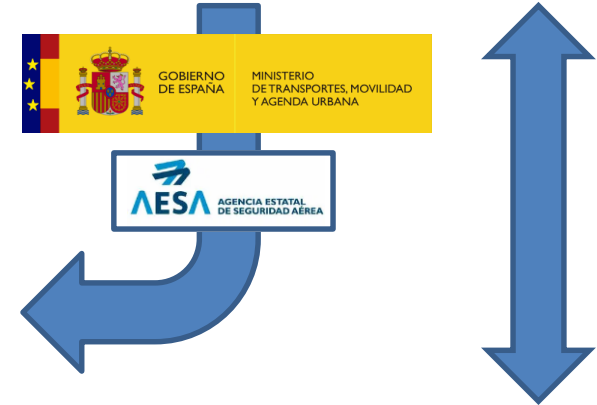 GOBIERNO
DE ESPAÑA
MINISTERIO
DE TRANSPORTES, MOVILIDAD
Y AGENDA URBANA
AESA
AGENCIA ESTATAL
DE SEGURIDAD AÉREA